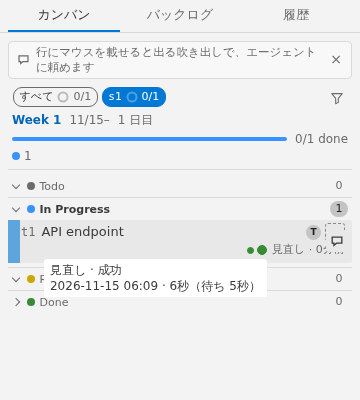 カンバン
バックログ
履歴
行にマウスを載せると出る吹き出しで、エージェント
に頼めます
すべて 0/1
s1 0/1
Week 1 11/15– 1 日目
0/1 done
1
Todo 0
In Progress 1
t1 API endpoint T
見直し · 0
見直し · 成功
2026-11-15 06:09 · 6秒（待ち 5秒）
0
Done 0